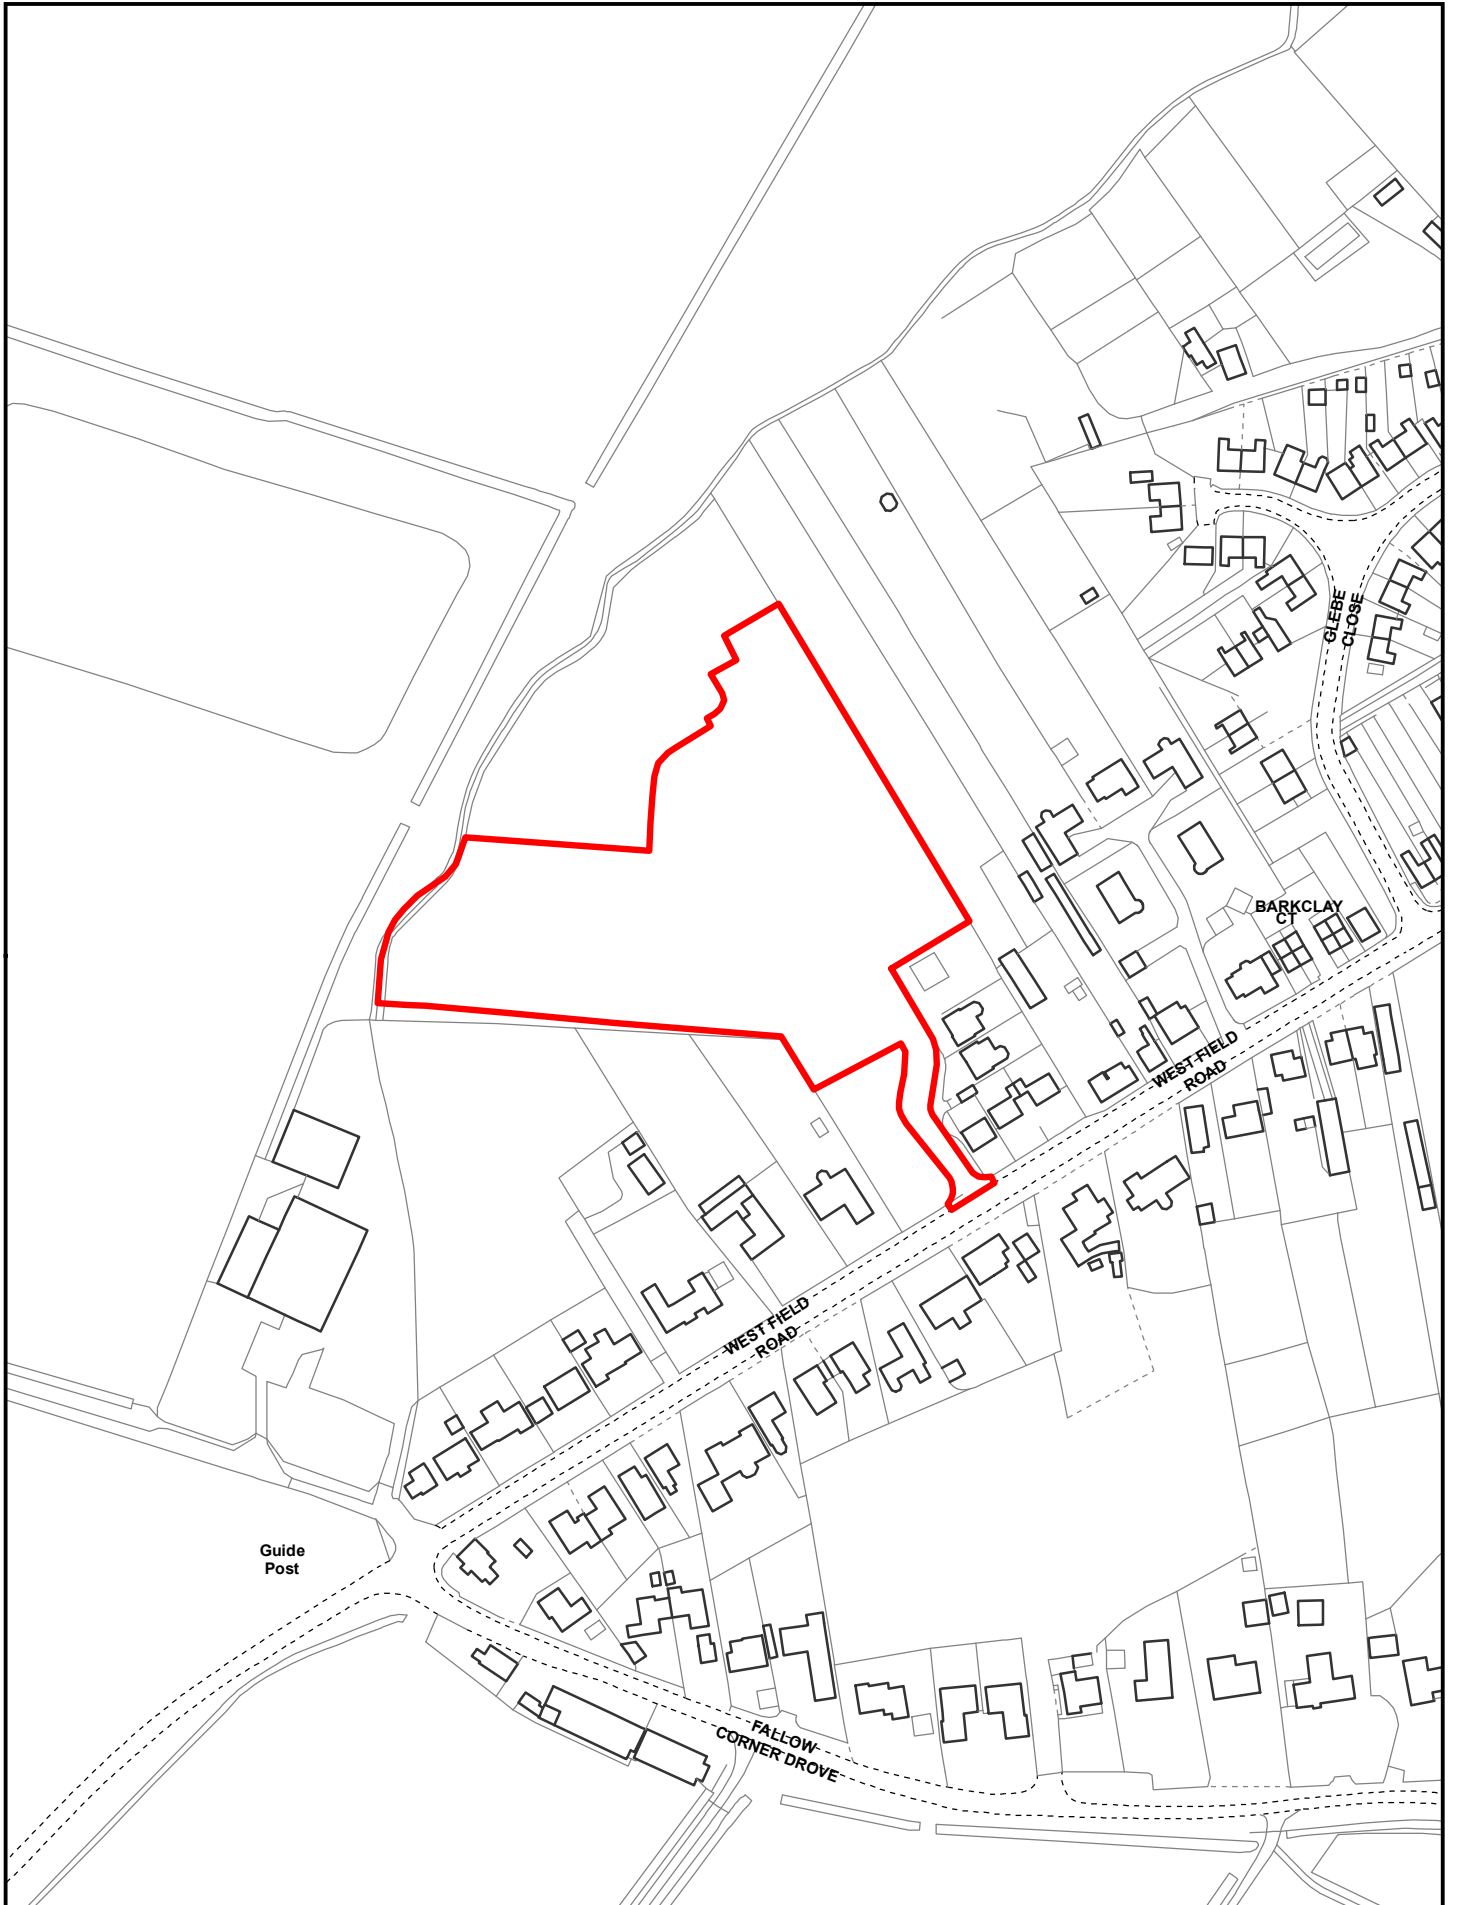 GLEBE
CLOSE
BARKCLAY
CT
WEST FIELD
ROAD
WEST FIELD
ROAD
Guide
Post
FALLOW
CORNER DROVE